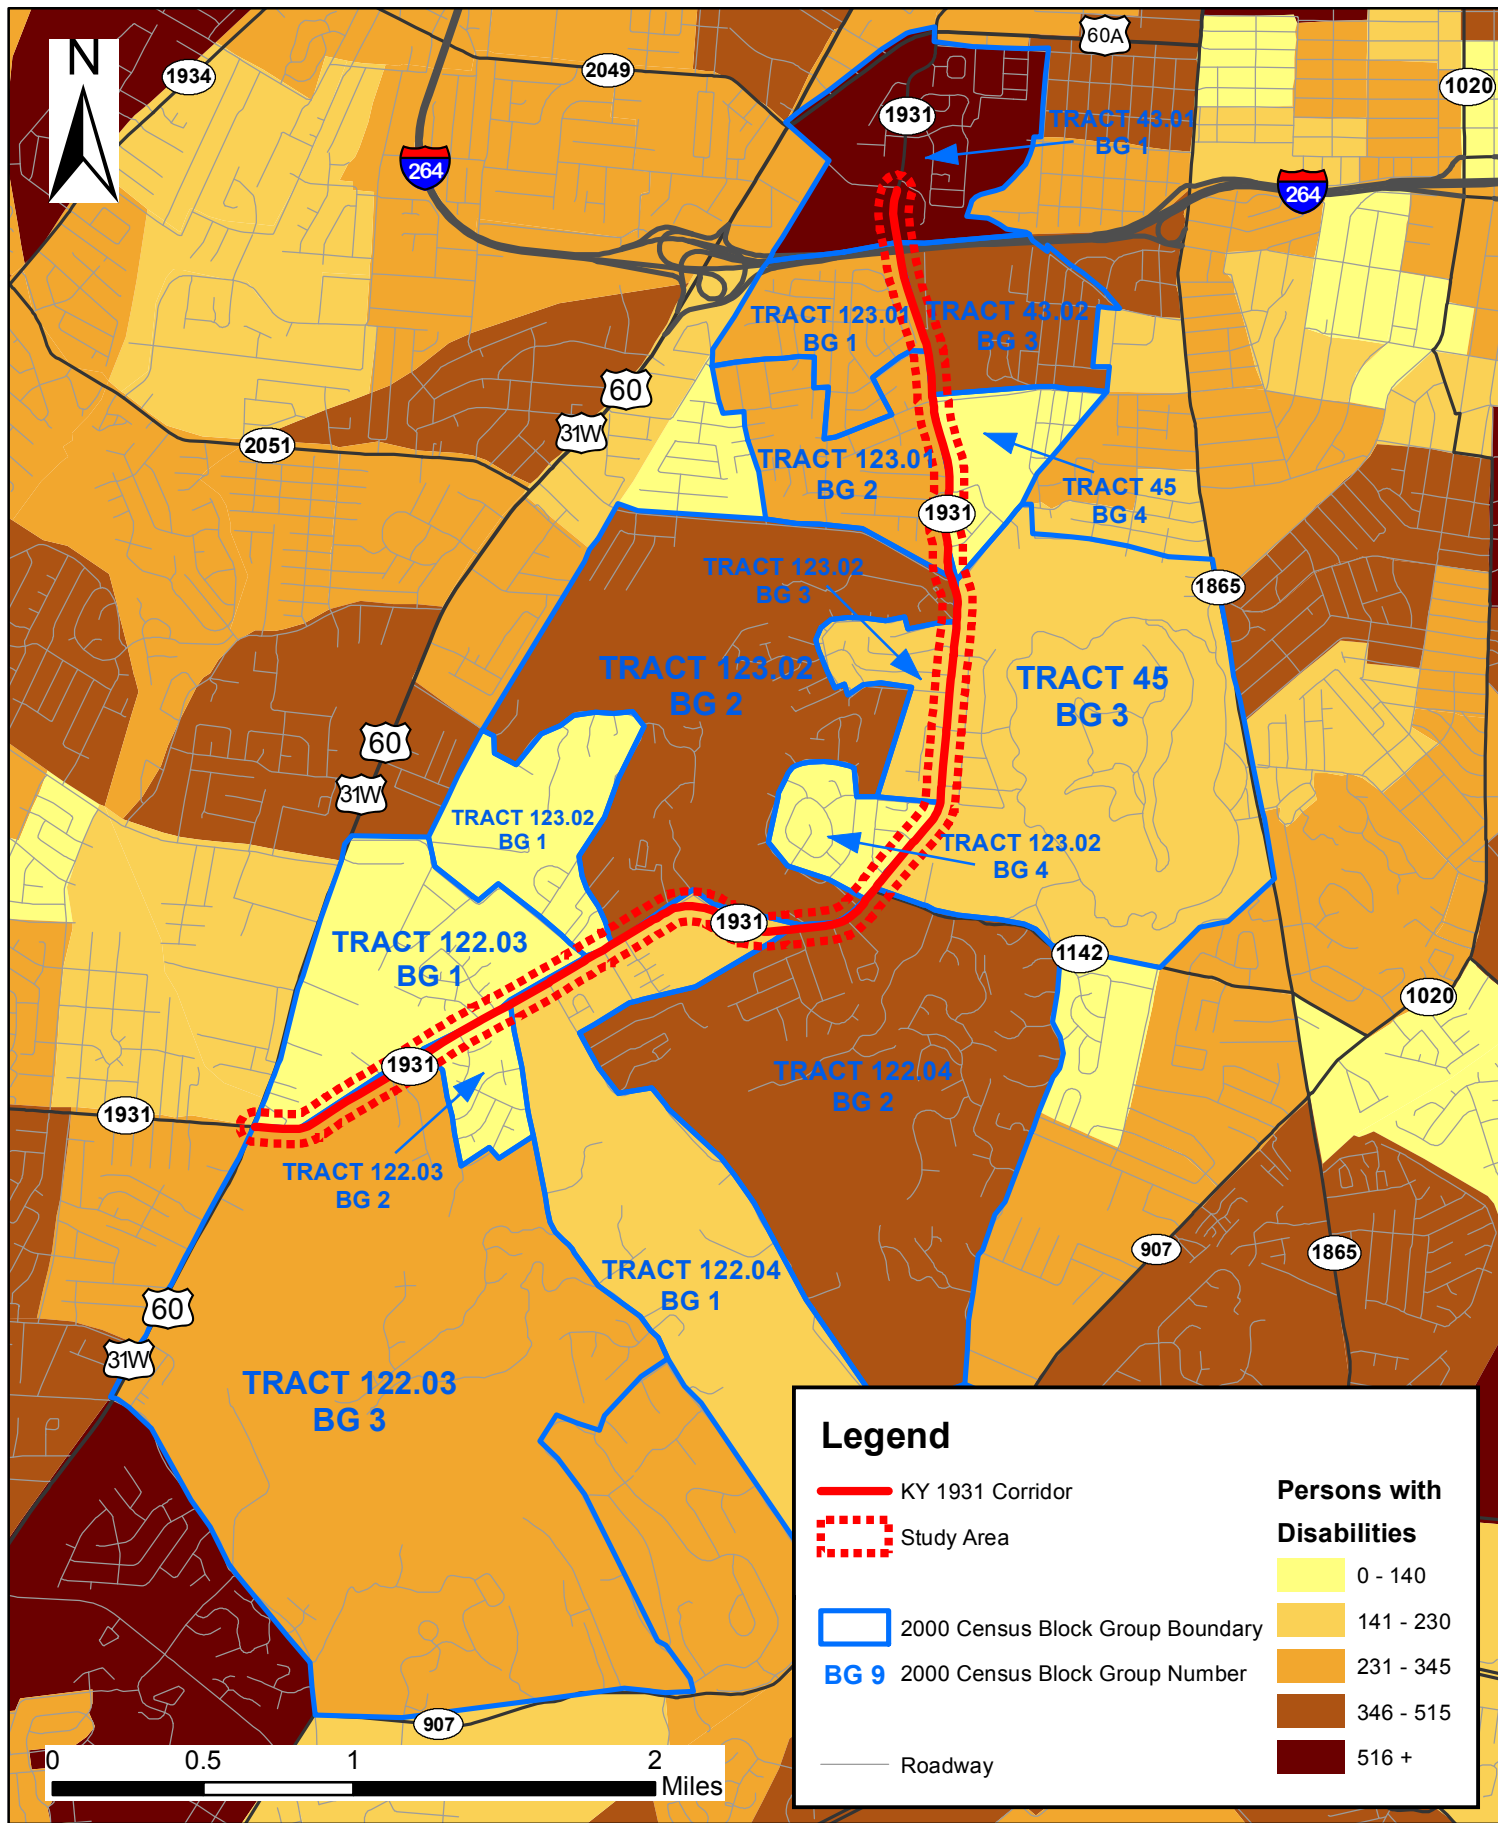 N
1934
2049
60A
1020
1931
TRACT 43.01
BG 1
264
264
TRACT 123.01
BG 1
TRACT 43.02
BG 3
60
31W
2051
TRACT 123.01
BG 2
TRACT 45
BG 4
1931
TRACT 123.02
BG 3
1865
TRACT 123.02
BG 2
TRACT 45
BG 3
60
31W
TRACT 123.02
BG 1
TRACT 123.02
BG 4
1931
TRACT 122.03
BG 1
1142
1020
1931
TRACT 122.04
BG 2
1931
TRACT 122.03
BG 2
907
1865
TRACT 122.04
BG 1
60
31W
TRACT 122.03
BG 3
907
0 0.5 1 2
Miles
Legend
KY 1931 Corridor
Study Area
2000 Census Block Group Boundary
BG 9 2000 Census Block Group Number
Roadway
Persons with
Disabilities
0 - 140
141 - 230
231 - 345
346 - 515
516 +